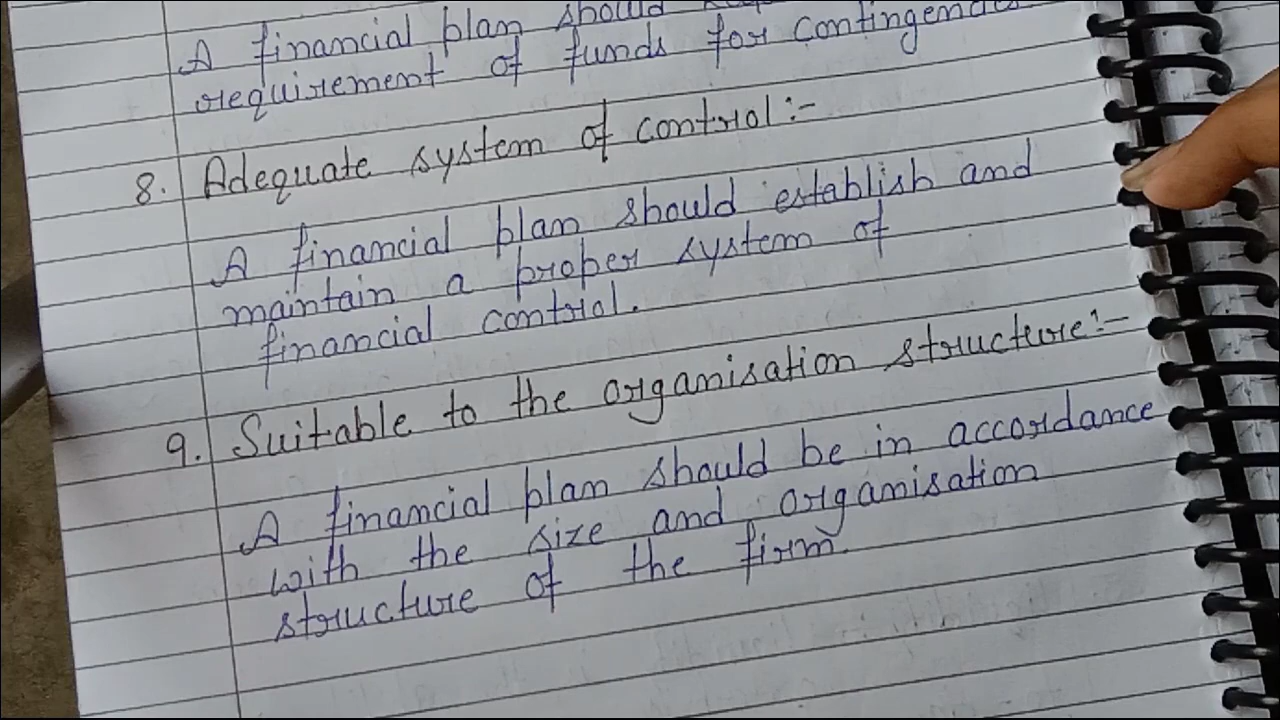 A financial plan should
requirement of funds for contingencies
8. Adequate system of control:-
A financial plan should establish and
maintain a proper system of
financial control.
9. Suitable to the organisation structure:-
A financial plan should be in accordance
with the size and organisation
structure of the firm.